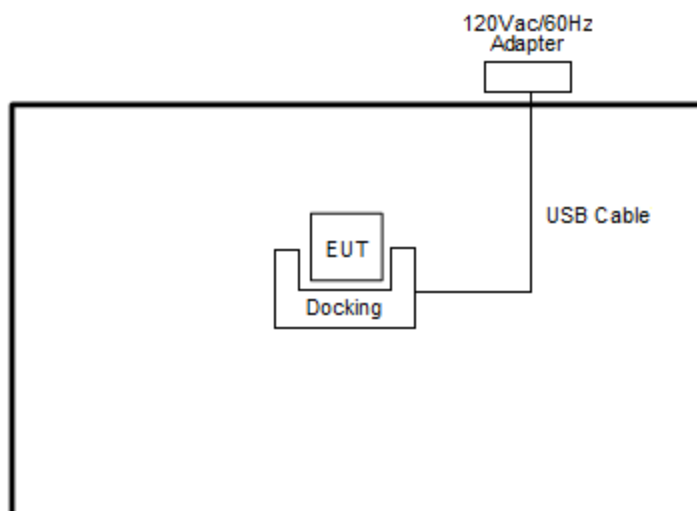 120Vac/60Hz
Adapter
USB Cable
EUT
Docking